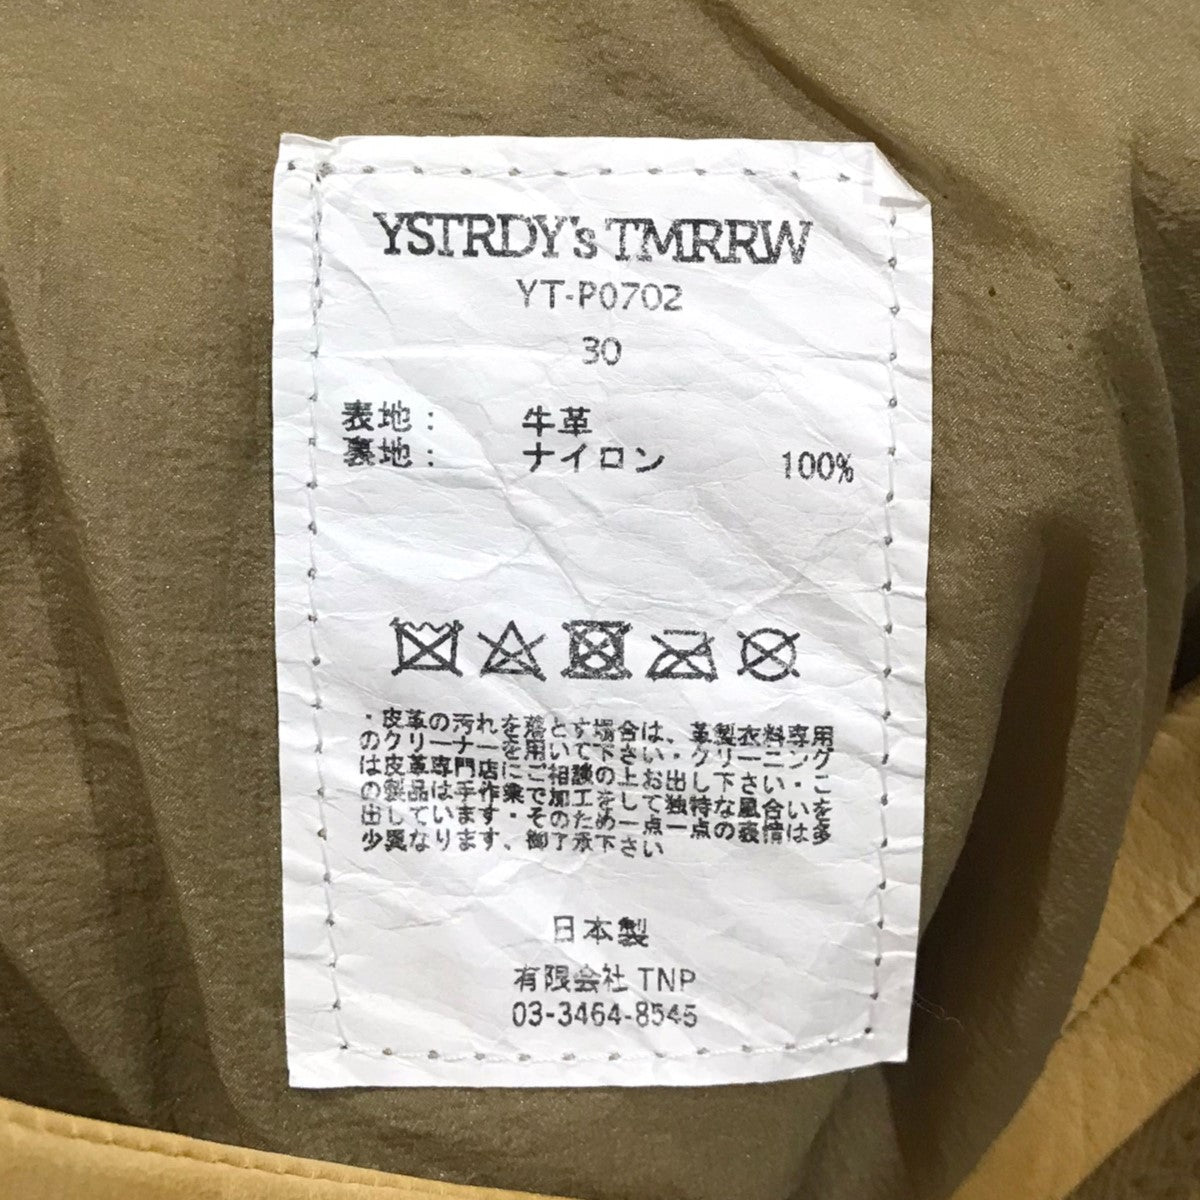 YSTRDY's TMRRW
YT-P0702
30
表地: 牛革
裏地: ナイロン 100%
・皮革の汚れを落とす場合は、革製衣料専用
のクリーナーを用いて下さい・クリーニング
は皮革専門店にご相談の上お出し下さい・こ
の製品は手作業で加工をして独特な風合いを
出しています・そのため一点一点の表情は多
少異なります、御了承下さい
日本製
有限会社 TNP
03-3464-8545